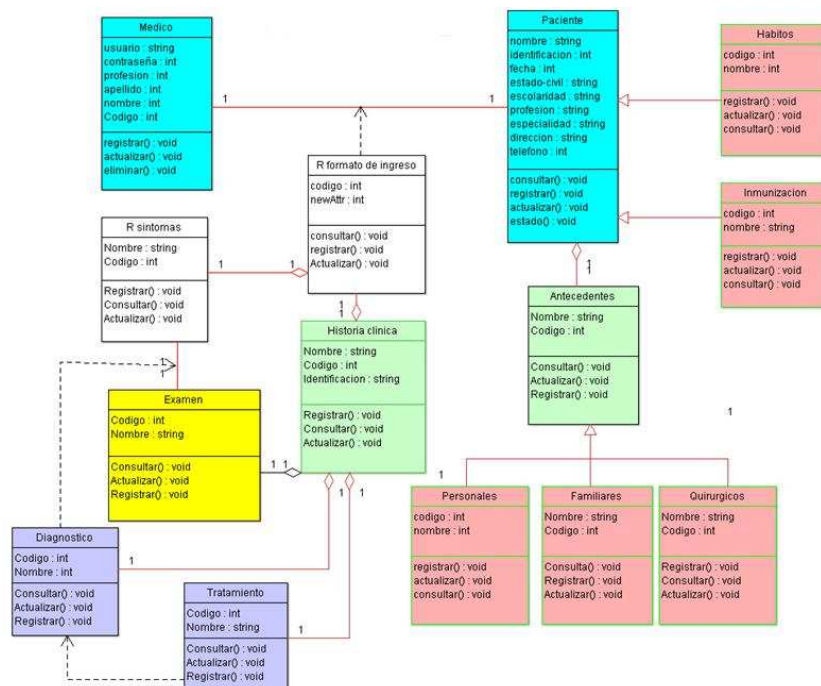 Medico
usuario : string
contraseña : int
profesion : int
apellido : int
nombre : int
Codigo : int
registrar() : void
actualizar() : void
eliminar() : void
1
1
Paciente
nombre : string
identificacion : int
fecha : int
estado-civil : string
escolaridad : string
profesion : string
especialidad : string
direccion : string
telefono : int
consultar() : void
registrar() : void
actualizar() : void
estado() : void
Habitos
codigo : int
nombre : int
registrar() : void
actualizar() : void
consultar() : void
Inmunizacion
codigo : int
nombre : string
registrar() : void
actualizar() : void
consultar() : void
R formato de ingreso
codigo : int
newAttr : int
consultar() : void
registrar() : void
Actualizar() : void
R sintomas
Nombre : string
Codigo : int
Registrar() : void
Consultar() : void
Actualizar() : void
1
1
1
1
1
1
Antecedentes
Nombre : string
Codigo : int
Consultar() : void
Actualizar() : void
Registrar() : void
Historia clinica
Nombre : string
Codigo : int
Identificacion : string
Registrar() : void
Consultar() : void
Actualizar() : void
1
1
Examen
Codigo : int
Nombre : string
Consultar() : void
Actualizar() : void
Registrar() : void
1
1
1
1
1
1
Personales
codigo : int
nombre : int
registrar() : void
actualizar() : void
consultar() : void
Familiares
Nombre : string
Codigo : int
Consulta() : void
Registrar() : void
Actualizar() : void
Quirurgicos
Nombre : string
Codigo : int
Registrar() : void
Consultar() : void
Actualizar() : void
Diagnostico
Codigo : int
Nombre : int
Consultar() : void
Actualizar() : void
Registrar() : void
1
Tratamiento
Codigo : int
Nombre : string
Consultar() : void
Actualizar() : void
Registrar() : void
1